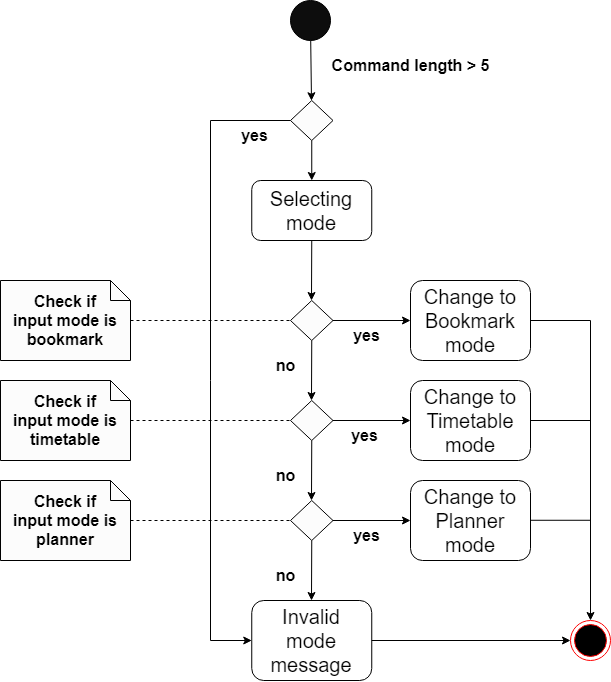 Command length > 5
yes
Selecting
mode
Check if
input mode is
bookmark
yes
Change to
Bookmark
mode
no
Check if
input mode is
timetable
yes
Change to
Timetable
mode
no
Check if
input mode is
planner
yes
Change to
Planner
mode
no
Invalid
mode
message